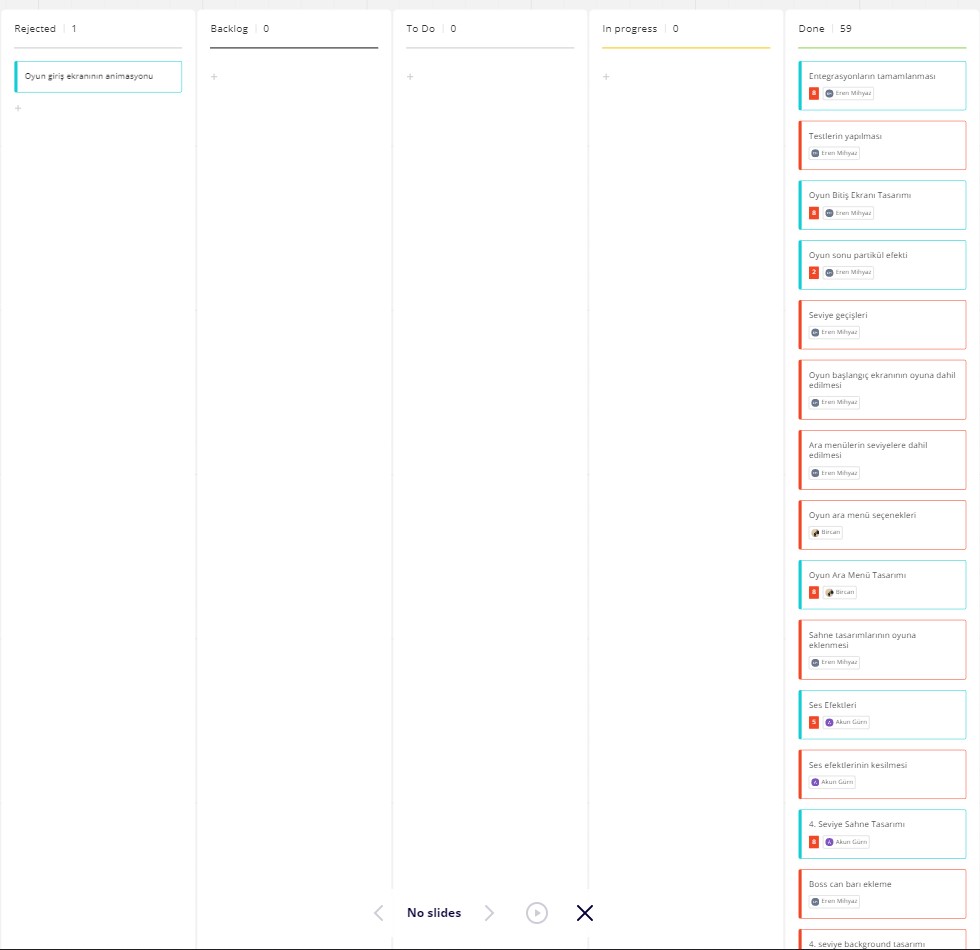 Rejected 1
Oyun giriş ekranının animasyonu
+
Backlog 0
+
To Do 0
+
In progress 0
+
Done 59
Entegrasyonların tamamlanması
8 Eren Mihyaz
Testlerin yapılması
Eren Mihyaz
Oyun Bitiş Ekranı Tasarımı
8 Eren Mihyaz
Oyun sonu partikül efekti
2 Eren Mihyaz
Seviye geçişleri
Eren Mihyaz
Oyun başlangıç ekranının oyuna dahil
edilmesi
Eren Mihyaz
Ara menülerin seviyelere dahil
edilmesi
Eren Mihyaz
Oyun ara menü seçenekleri
Bircan
Oyun Ara Menü Tasarımı
8 Bircan
Sahne tasarımlarının oyuna
eklenmesi
Eren Mihyaz
Ses Efektleri
5 A Akun Gürn
Ses efektlerinin kesilmesi
A Akun Gürn
4. Seviye Sahne Tasarımı
8 A Akun Gürn
Boss can barı ekleme
Eren Mihyaz
4. seviye background tasarımı
No slides